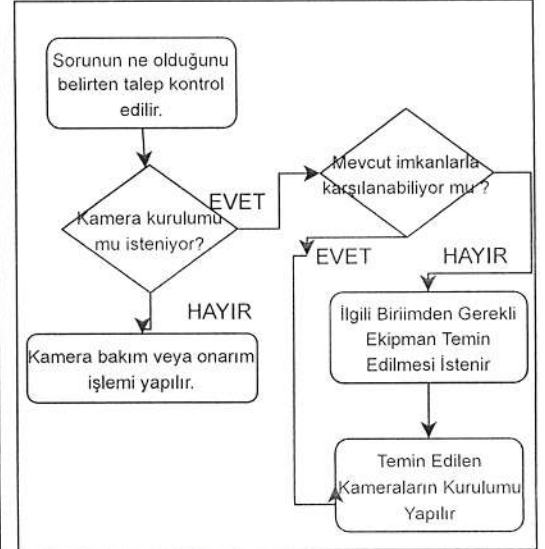 Sorunun ne olduğunu
belirten talep kontrol
edilir.
Kamera kurulumu
mu isteniyor?
EVET
HAYIR
Kamera bakım veya onarım
işlemi yapılır.
Mevcut imkanlarla
karşılanabiliyor mu ?
EVET
HAYIR
İlgili Biriimden Gerekli
Ekipman Temin
Edilmesi İstenir
Temin Edilen
Kameraların Kurulumu
Yapılır